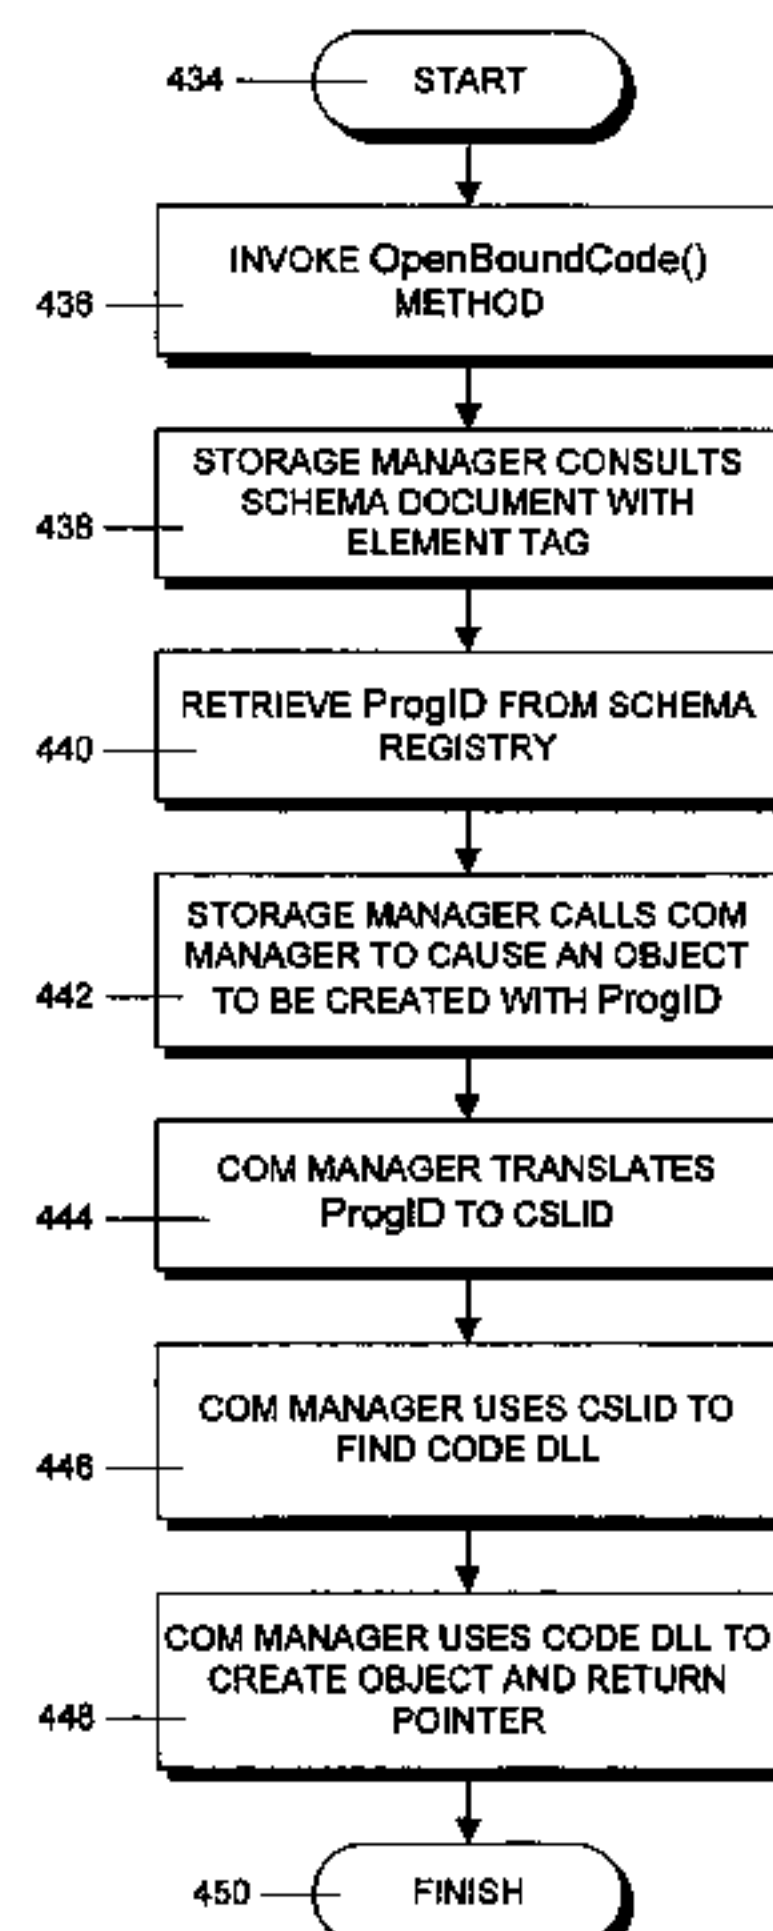 434
START
INVOKE OpenBoundCode()
METHOD
436
STORAGE MANAGER CONSULTS
SCHEMA DOCUMENT WITH
ELEMENT TAG
438
RETRIEVE ProgID FROM SCHEMA
REGISTRY
440
STORAGE MANAGER CALLS COM
MANAGER TO CAUSE AN OBJECT
TO BE CREATED WITH ProgID
442
COM MANAGER TRANSLATES
ProgID TO CSLID
444
COM MANAGER USES CSLID TO
FIND CODE DLL
446
COM MANAGER USES CODE DLL TO
CREATE OBJECT AND RETURN
POINTER
448
450
FINISH